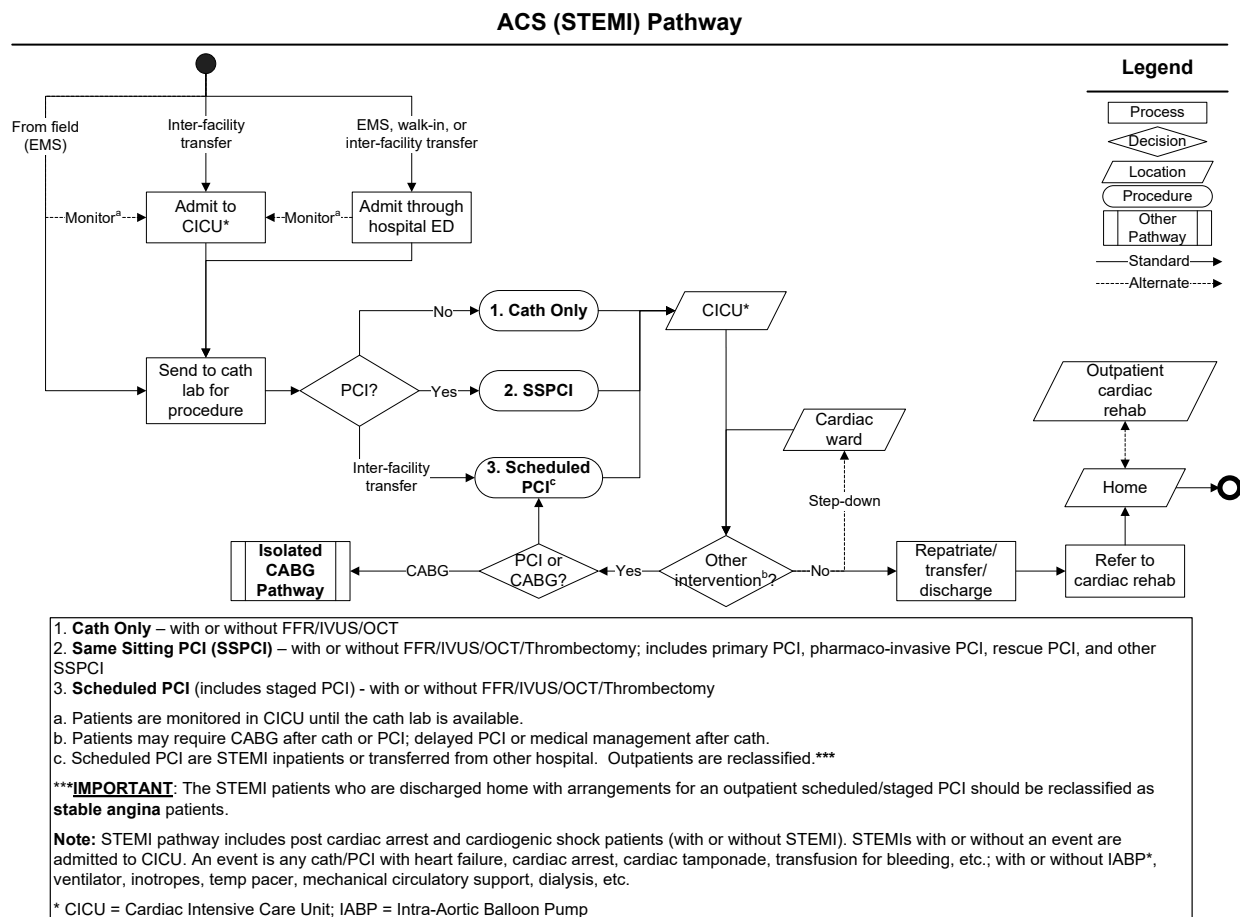 ACS (STEMI) Pathway
Legend
Process
Decision
Location
Procedure
Other
Pathway
Standard
Alternate
From field
(EMS)
Inter-facility
transfer
EMS, walk-in, or
inter-facility transfer
Monitorª
Admit to
CICU*
Monitorª
Admit through
hospital ED
Send to cath
lab for
procedure
PCI?
No
1. Cath Only
Yes
2. SSPCI
Inter-facility
transfer
3. Scheduled
PCIᶜ
CICU*
Cardiac
ward
Step-down
Outpatient
cardiac
rehab
Home
Isolated
CABG
Pathway
CABG
PCI or
CABG?
Yes
Other
interventionᵇ?
No
Repatriate/
transfer/
discharge
Refer to
cardiac rehab
1. Cath Only – with or without FFR/IVUS/OCT
2. Same Sitting PCI (SSPCI) – with or without FFR/IVUS/OCT/Thrombectomy; includes primary PCI, pharmaco-invasive PCI, rescue PCI, and other
SSPCI
3. Scheduled PCI (includes staged PCI) - with or without FFR/IVUS/OCT/Thrombectomy
a. Patients are monitored in CICU until the cath lab is available.
b. Patients may require CABG after cath or PCI; delayed PCI or medical management after cath.
c. Scheduled PCI are STEMI inpatients or transferred from other hospital. Outpatients are reclassified.***
***IMPORTANT: The STEMI patients who are discharged home with arrangements for an outpatient scheduled/staged PCI should be reclassified as
stable angina patients.
Note: STEMI pathway includes post cardiac arrest and cardiogenic shock patients (with or without STEMI). STEMIs with or without an event are
admitted to CICU. An event is any cath/PCI with heart failure, cardiac arrest, cardiac tamponade, transfusion for bleeding, etc.; with or without IABP*,
ventilator, inotropes, temp pacer, mechanical circulatory support, dialysis, etc.
* CICU = Cardiac Intensive Care Unit; IABP = Intra-Aortic Balloon Pump